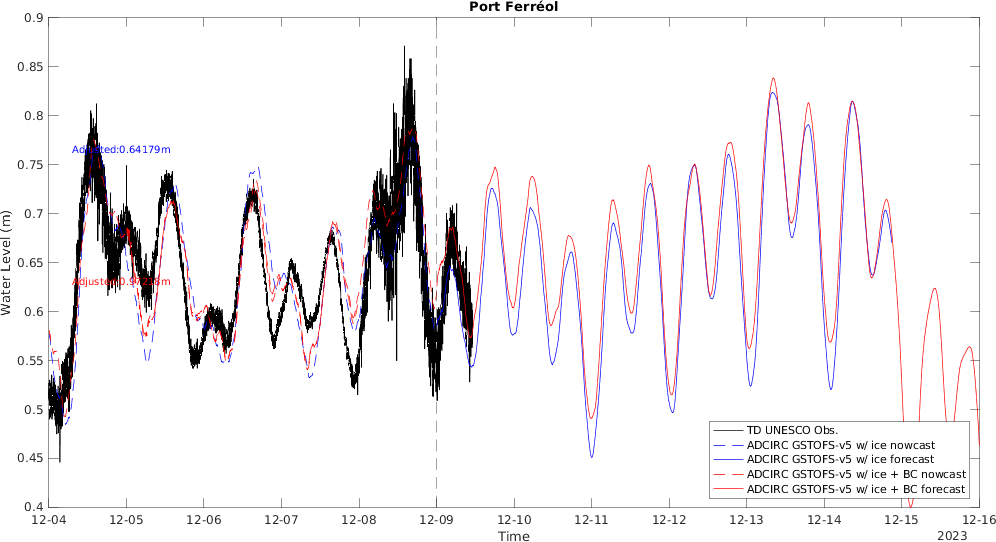 Port Ferréol
0.9
0.85
0.8
0.75
0.7
0.65
0.6
0.55
0.5
0.45
0.4
Water Level (m)
Adjusted:0.64179m
TD UNESCO Obs.
ADCIRC GSTOFS-v5 w/ ice nowcast
ADCIRC GSTOFS-v5 w/ ice forecast
ADCIRC GSTOFS-v5 w/ ice + BC nowcast
ADCIRC GSTOFS-v5 w/ ice + BC forecast
12-04 12-05 12-06 12-07 12-08 12-09 12-10 12-11 12-12 12-13 12-14 12-15 12-16
Time
2023